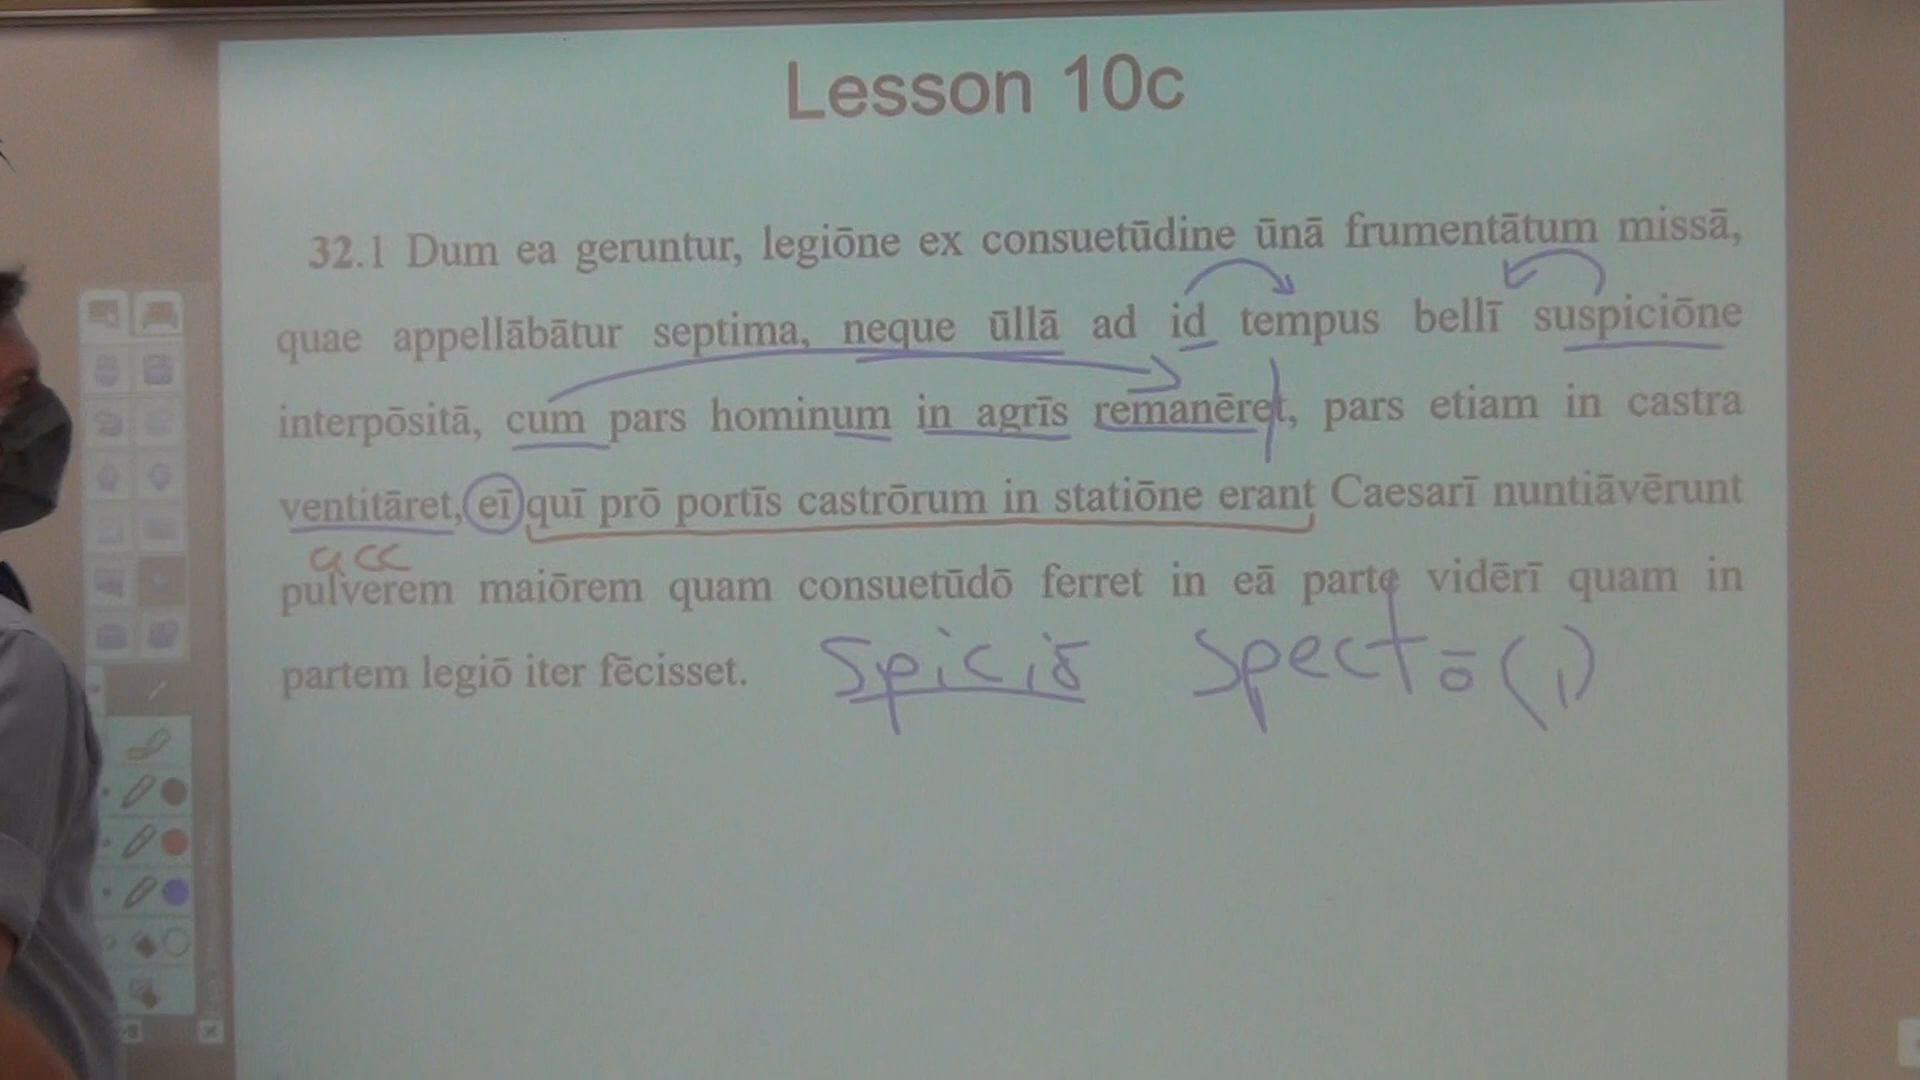 Lesson 10c
32.1 Dum ea geruntur, legiōne ex consuetūdine ūnā frumentātum missā,
quae appellābātur septima, neque ūllā ad id tempus bellī suspiciōne
interpōsitā, cum pars hominum in agrīs remanēret, pars etiam in castra
ventitāret, eī quī prō portīs castrōrum in statiōne erant Caesarī nuntiāvērunt
acc
pulverem maiōrem quam consuetūdō ferret in eā parte vidērī quam in
partem legiō iter fēcisset.
Spiciō Spectō (1)